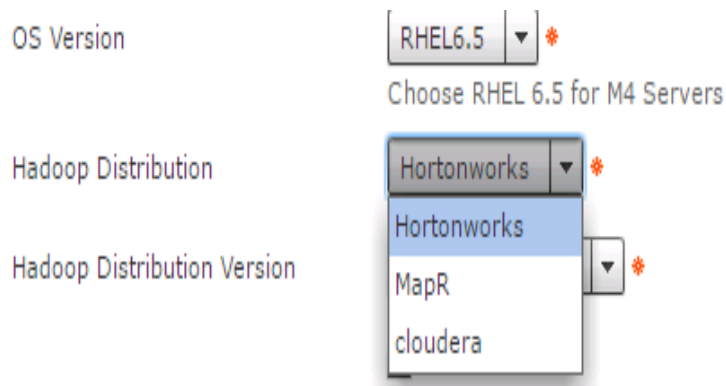 OS Version
RHEL6.5 *
Choose RHEL 6.5 for M4 Servers
Hadoop Distribution
Hortonworks *
Hortonworks
Hadoop Distribution Version *
MapR
cloudera